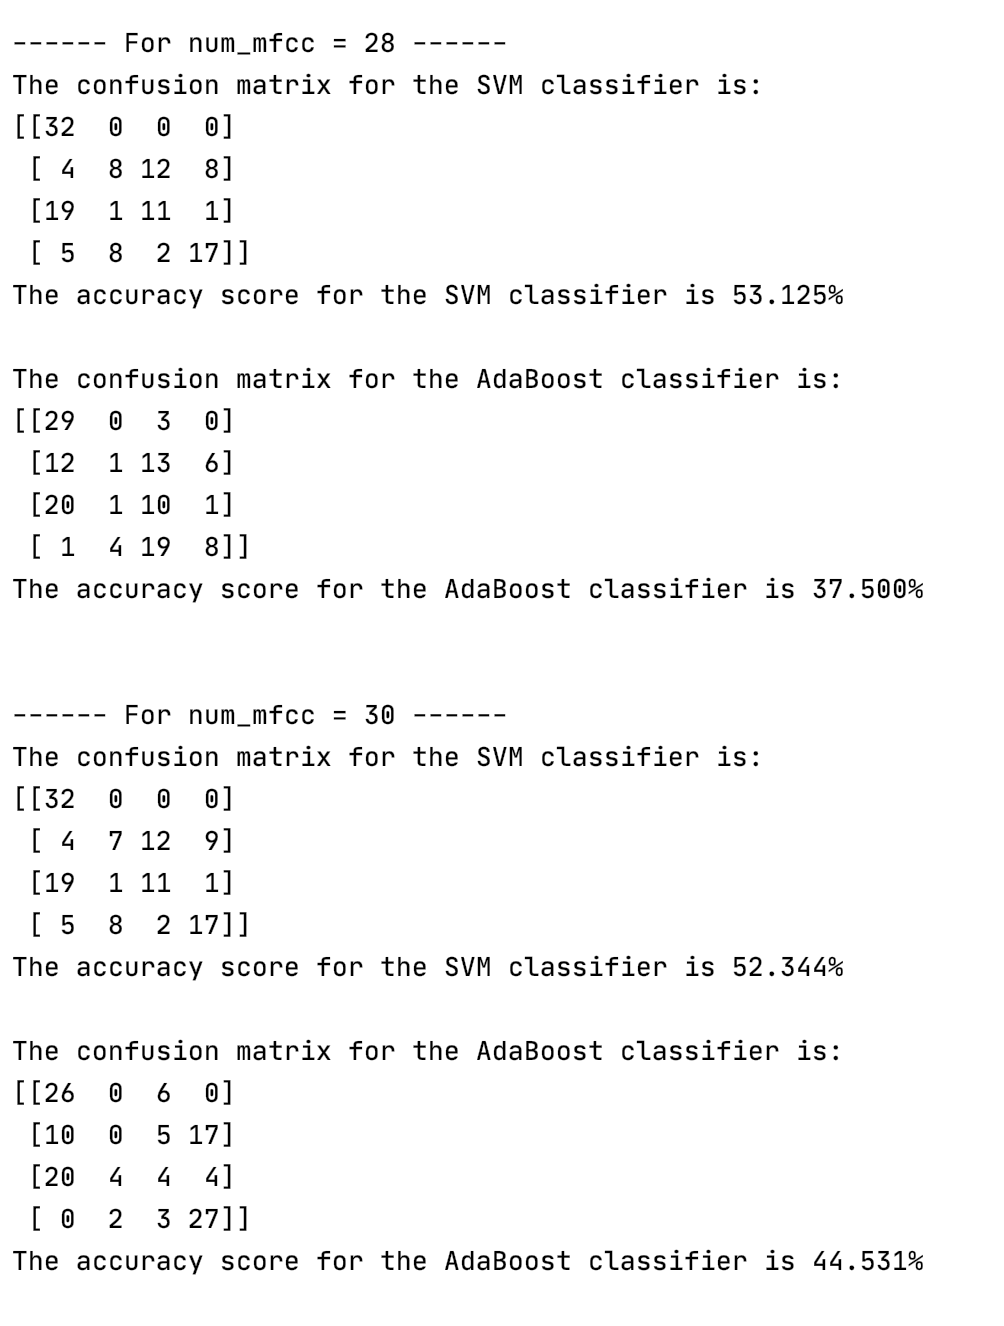 ------ For num_mfcc = 28 ------
The confusion matrix for the SVM classifier is:
[[32  0  0  0]
 [ 4  8 12  8]
 [19  1 11  1]
 [ 5  8  2 17]]
The accuracy score for the SVM classifier is 53.125%

The confusion matrix for the AdaBoost classifier is:
[[29  0  3  0]
 [12  1 13  6]
 [20  1 10  1]
 [ 1  4 19  8]]
The accuracy score for the AdaBoost classifier is 37.500%


------ For num_mfcc = 30 ------
The confusion matrix for the SVM classifier is:
[[32  0  0  0]
 [ 4  7 12  9]
 [19  1 11  1]
 [ 5  8  2 17]]
The accuracy score for the SVM classifier is 52.344%

The confusion matrix for the AdaBoost classifier is:
[[26  0  6  0]
 [10  0  5 17]
 [20  4  4  4]
 [ 0  2  3 27]]
The accuracy score for the AdaBoost classifier is 44.531%